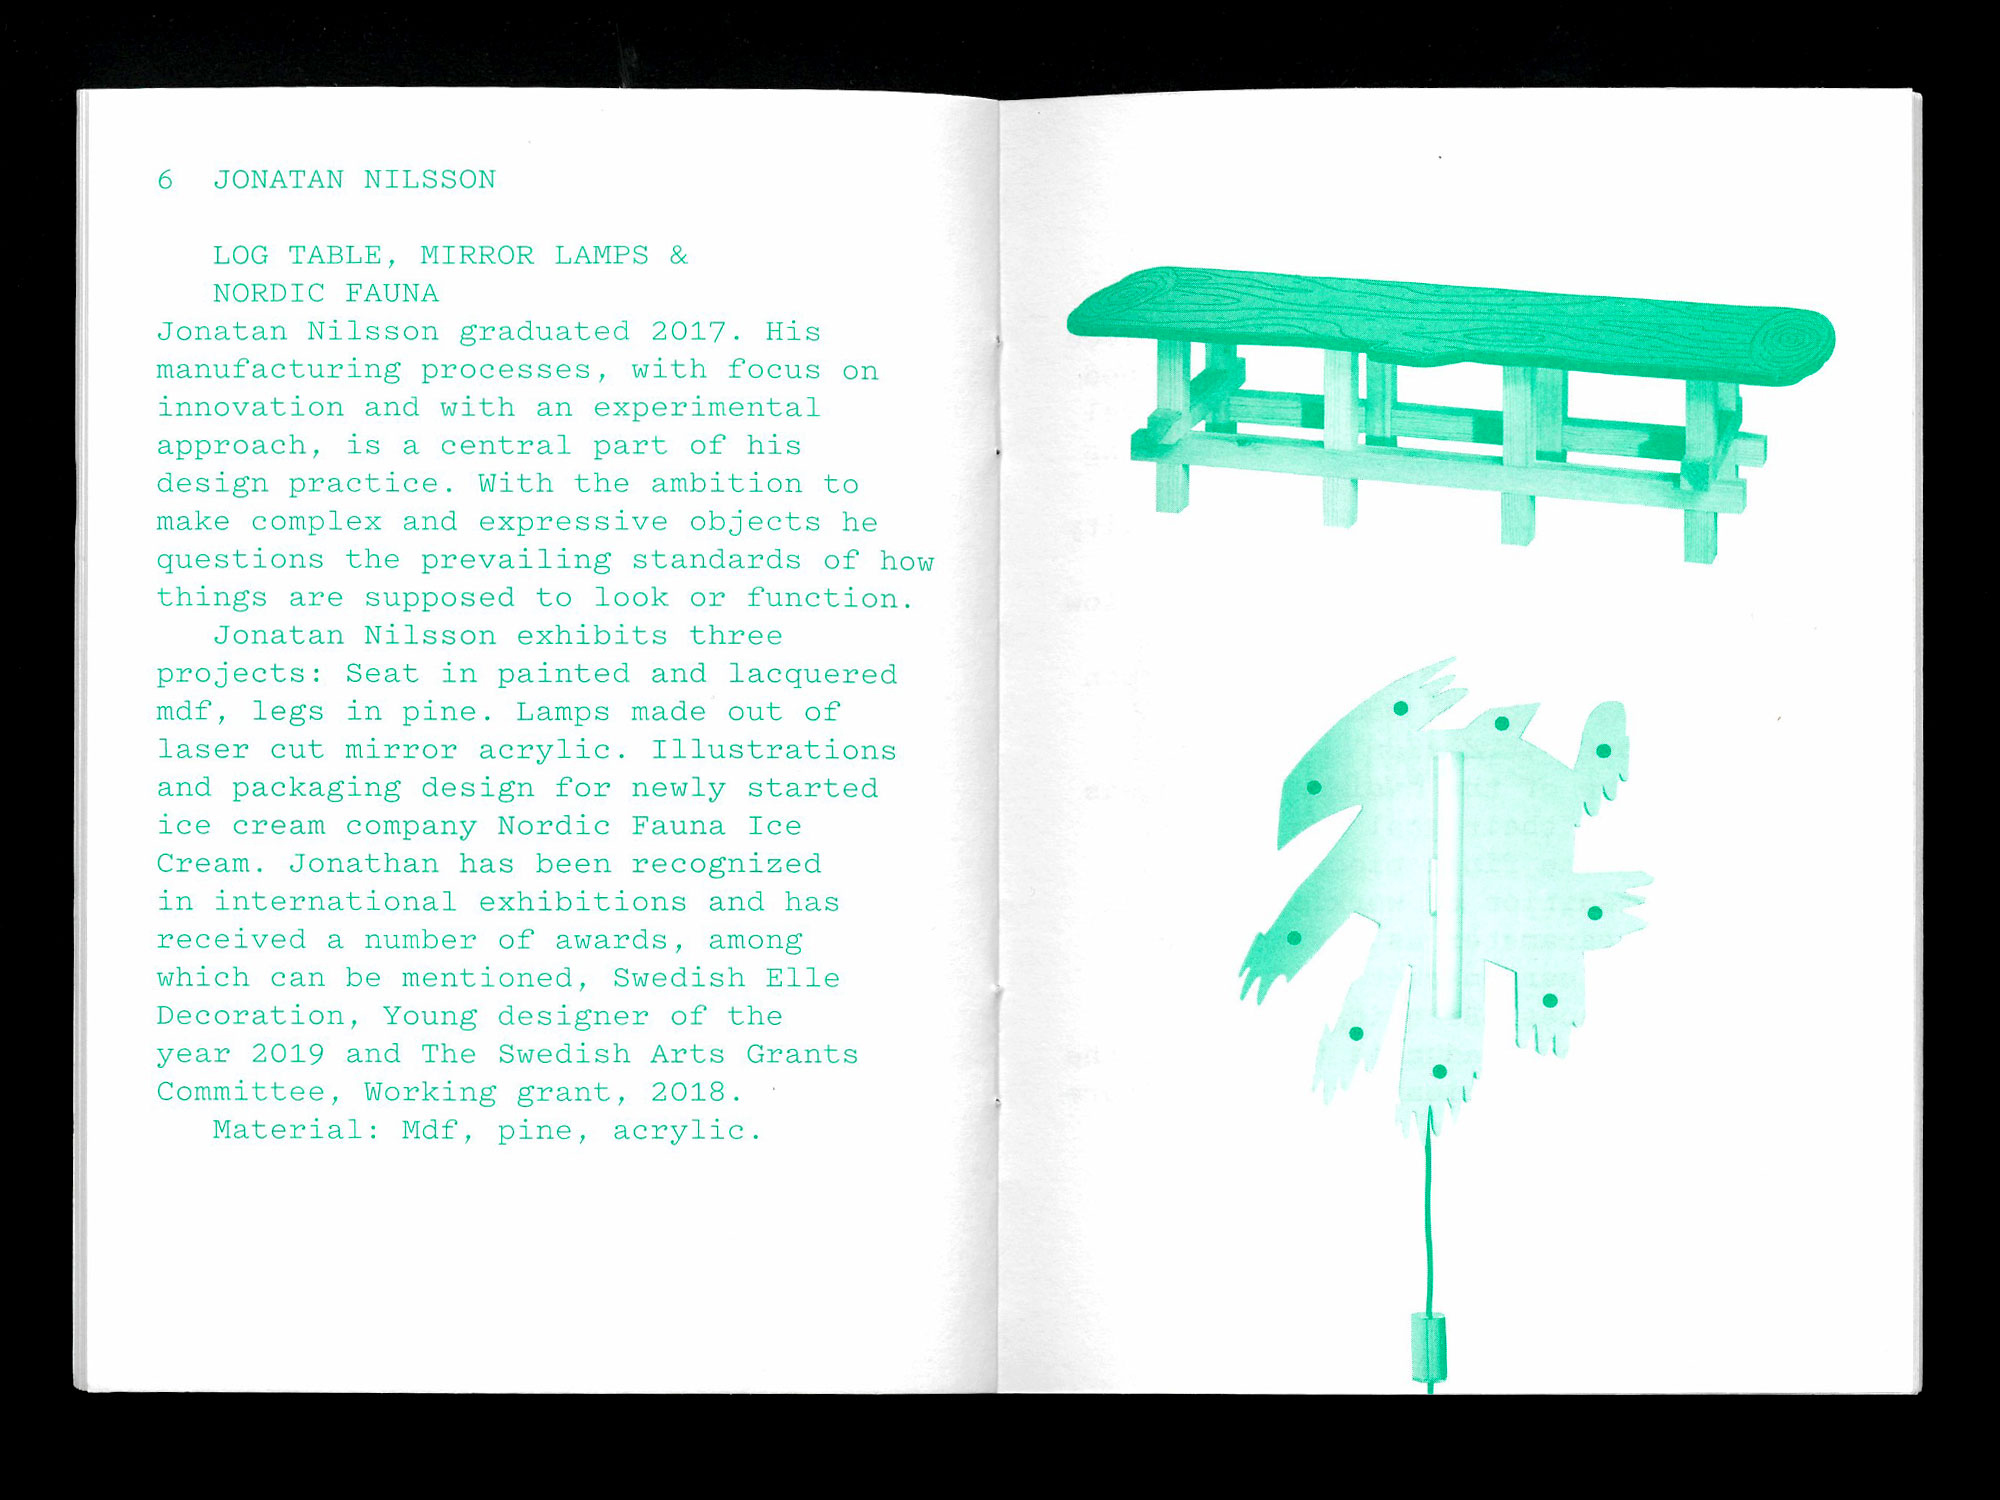 6 JONATAN NILSSON
LOG TABLE, MIRROR LAMPS &
NORDIC FAUNA
Jonatan Nilsson graduated 2017. His
manufacturing processes, with focus on
innovation and with an experimental
approach, is a central part of his
design practice. With the ambition to
make complex and expressive objects he
questions the prevailing standards of how
things are supposed to look or function.
Jonatan Nilsson exhibits three
projects: Seat in painted and lacquered
mdf, legs in pine. Lamps made out of
laser cut mirror acrylic. Illustrations
and packaging design for newly started
ice cream company Nordic Fauna Ice
Cream. Jonathan has been recognized
in international exhibitions and has
received a number of awards, among
which can be mentioned, Swedish Elle
Decoration, Young designer of the
year 2019 and The Swedish Arts Grants
Committee, Working grant, 2018.
Material: Mdf, pine, acrylic.